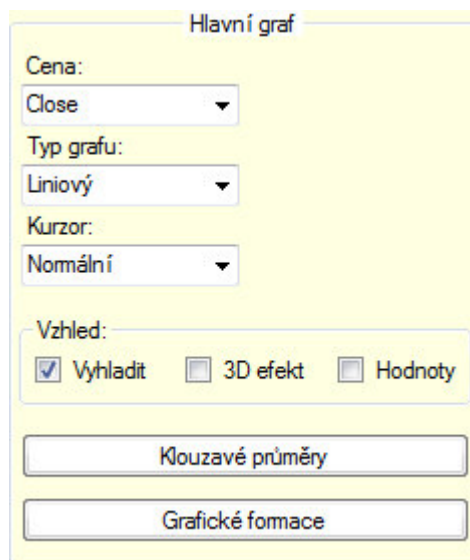 Hlavní graf
Cena:
Close
Typ grafu:
Liniový
Kurzor:
Normální
Vzhled:
Vyhladit 3D efekt Hodnoty
Klouzavé průměry
Grafické formace